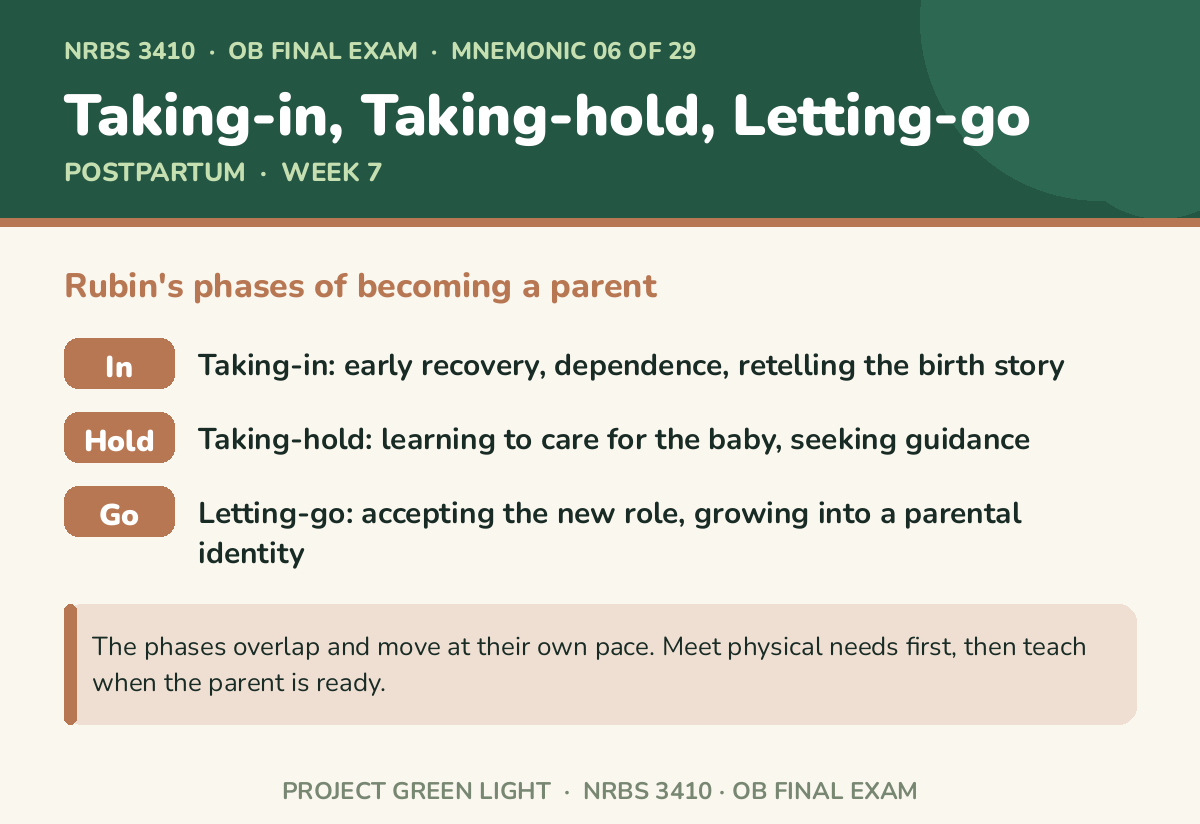 NRBS 3410 · OB FINAL EXAM · MNEMONIC 06 OF 29
Taking-in, Taking-hold, Letting-go
POSTPARTUM · WEEK 7
Rubin's phases of becoming a parent
In
Taking-in: early recovery, dependence, retelling the birth story
Hold
Taking-hold: learning to care for the baby, seeking guidance
Go
Letting-go: accepting the new role, growing into a parental
identity
The phases overlap and move at their own pace. Meet physical needs first, then teach
when the parent is ready.
PROJECT GREEN LIGHT · NRBS 3410 · OB FINAL EXAM